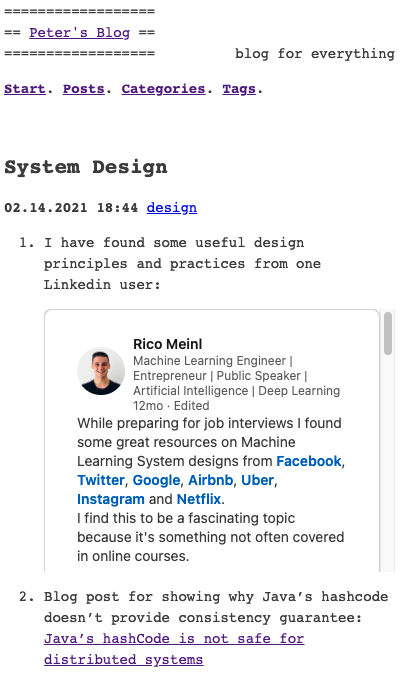 ==================
== Peter's Blog ==
==================
blog for everything
Start. Posts. Categories. Tags.
System Design
02.14.2021 18:44 design
1. I have found some useful design
principles and practices from one
Linkedin user:
Rico Meinl
Machine Learning Engineer |
Entrepreneur | Public Speaker |
Artificial Intelligence | Deep Learning
12mo · Edited
While preparing for job interviews I found
some great resources on Machine
Learning System designs from Facebook,
Twitter, Google, Airbnb, Uber,
Instagram and Netflix.
I find this to be a fascinating topic
because it's something not often covered
in online courses.
2. Blog post for showing why Java’s hashcode
doesn’t provide consistency guarantee:
Java’s hashCode is not safe for
distributed systems